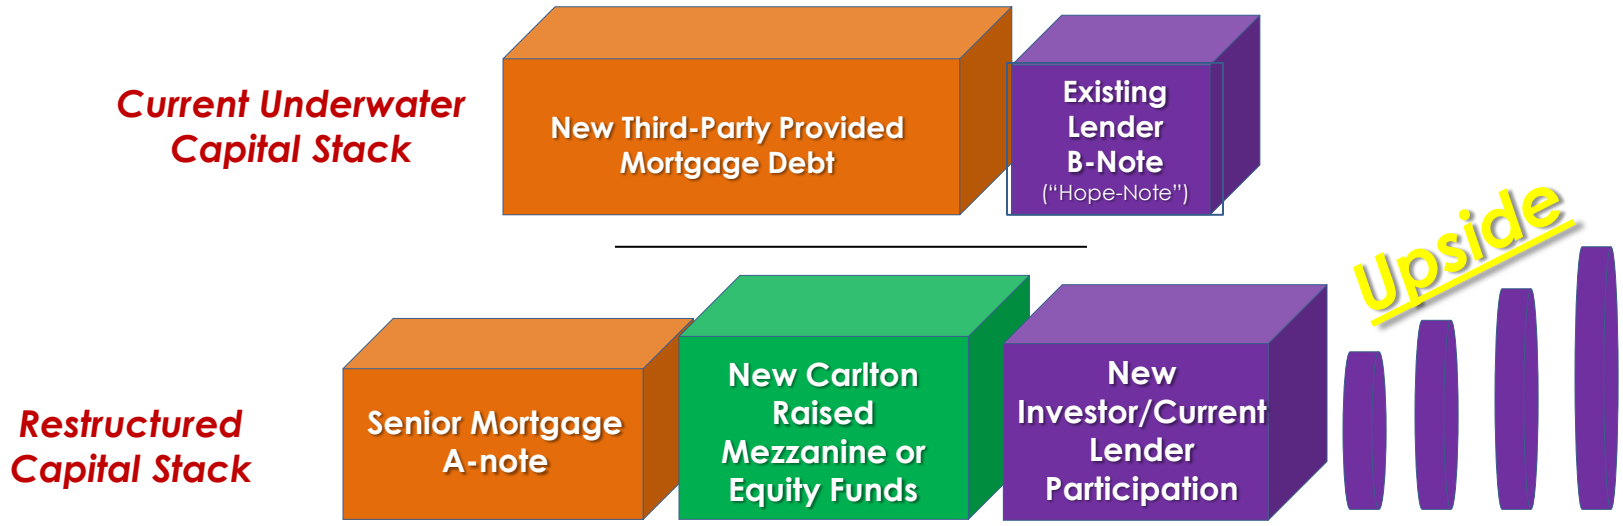 Current Underwater
Capital Stack
New Third-Party Provided
Mortgage Debt
Existing
Lender
B-Note
(“Hope-Note”)
Upside
Restructured
Capital Stack
Senior Mortgage
A-note
New Carlton
Raised
Mezzanine or
Equity Funds
New
Investor/Current
Lender
Participation